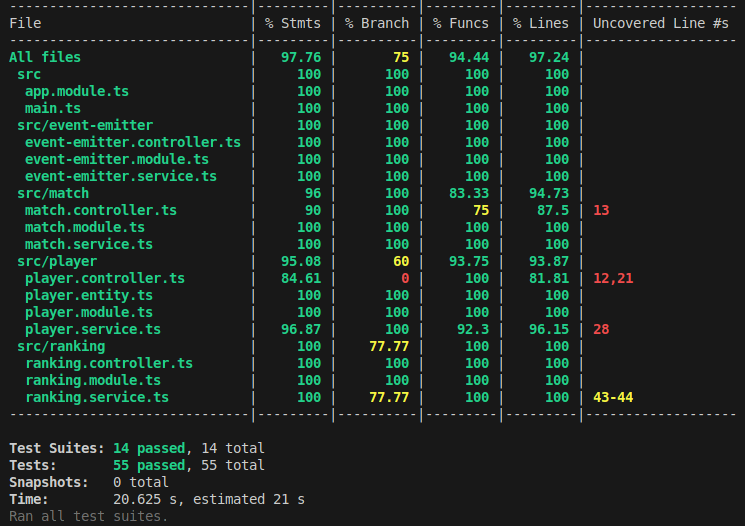 ------------------------------|---------|----------|---------|---------|-------------------
File                          | % Stmts | % Branch | % Funcs | % Lines | Uncovered Line #s
------------------------------|---------|----------|---------|---------|-------------------
All files                     |   97.76 |       75 |   94.44 |   97.24 |
 src                          |     100 |      100 |     100 |     100 |
  app.module.ts               |     100 |      100 |     100 |     100 |
  main.ts                     |     100 |      100 |     100 |     100 |
 src/event-emitter            |     100 |      100 |     100 |     100 |
  event-emitter.controller.ts |     100 |      100 |     100 |     100 |
  event-emitter.module.ts     |     100 |      100 |     100 |     100 |
  event-emitter.service.ts    |     100 |      100 |     100 |     100 |
 src/match                    |      96 |      100 |   83.33 |   94.73 |
  match.controller.ts         |      90 |      100 |      75 |    87.5 | 13
  match.module.ts             |     100 |      100 |     100 |     100 |
  match.service.ts            |     100 |      100 |     100 |     100 |
 src/player                   |   95.08 |       60 |   93.75 |   93.87 |
  player.controller.ts        |   84.61 |        0 |     100 |   81.81 | 12,21
  player.entity.ts            |     100 |      100 |     100 |     100 |
  player.module.ts            |     100 |      100 |     100 |     100 |
  player.service.ts           |   96.87 |      100 |    92.3 |   96.15 | 28
 src/ranking                  |     100 |    77.77 |     100 |     100 |
  ranking.controller.ts       |     100 |      100 |     100 |     100 |
  ranking.module.ts           |     100 |      100 |     100 |     100 |
  ranking.service.ts          |     100 |    77.77 |     100 |     100 | 43-44
------------------------------|---------|----------|---------|---------|-------------------

Test Suites: 14 passed, 14 total
Tests:       55 passed, 55 total
Snapshots:   0 total
Time:        20.625 s, estimated 21 s
Ran all test suites.